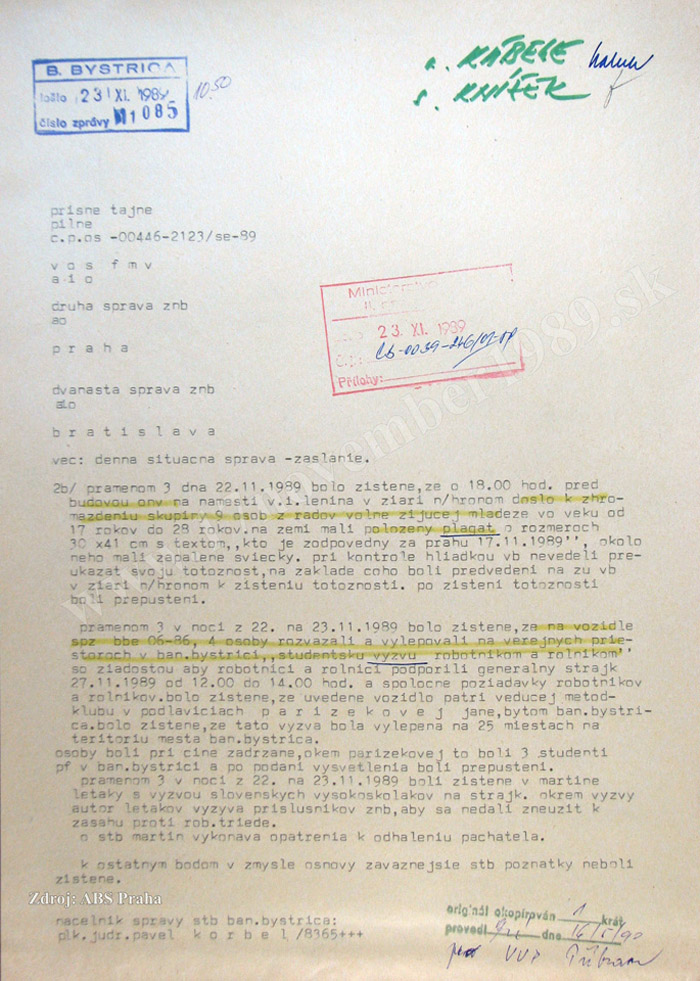 B. BYSTRICA
došlo 23 XI. 1989
číslo zprávy M1085
10.50
s. KÁBELE
s. KNÍŽEK
prisne tajne
pilne
c.p.os -00446-2123/se-89
v o s f m v
a i o
druha sprava znb
ao
p r a h a
Ministerstvo
23. XI. 1989
Č.j.:
Přílohy:
dvanasta sprava znb
aio
b r a t i s l a v a
vec: denna situacna sprava -zaslanie.
2b/ pramenom 3 dna 22.11.1989 bolo zistene,ze o 18.00 hod. pred
budovou onv na namesti v.i.lenina v ziari n/hronom doslo k zhro-
mazdeniu skupiny 9 osob z radov volne zijucej mladeze vo veku od
17 rokov do 28 rokov.na zemi mali polozeny plagat o rozmeroch
30 x41 cm s textom,,kto je zodpovedny za prahu 17.11.1989'', okolo
neho mali zapalene sviecky. pri kontrole hliadkou vb nevedeli pre-
ukazat svoju totoznost,na zaklade coho boli predvedeni na zu vb
v ziari n/hronom k zisteniu totoznosti. po zisteni totoznosti
boli prepusteni.
pramenom 3 v noci z 22. na 23.11.1989 bolo zistene,ze na vozidle
spz bbe 06-86, 4 osoby rozvazali a vylepovali na verejnych prie-
storoch v ban.bystrici,,studentsku vyzvu robotnikom a rolnikom''
so ziadostou aby robotnici a rolnici podporili generalny strajk
27.11.1989 od 12.00 do 14.00 hod. a spolocne poziadavky robotnikov
a rolnikov.bolo zistene,ze uvedene vozidlo patri veducej metod-
klubu v podlaviciach p a r i z e k o v e j jane,bytom ban.bystri-
ca.bolo zistene,ze tato vyzva bola vylepena na 25 miestach na
teritoriu mesta ban.bystrica.
osoby boli pri cine zadrzane,okem parizekovej to boli 3 studenti
pf v ban.bystrici a po podani vysvetlenia boli prepusteni.
pramenom 3 v noci z 22. na 23.11.1989 boli zistene v martine
letaky s vyzvou slovenskych vysokoskolakov na strajk. okrem vyzvy
autor letakov vyzyva prislusnikov znb,aby sa nedali zneuzit k
zasahu proti rob.triede.
o stb martin vykonava opatrenia k odhaleniu pachatela.
k ostatnym bodom v zmysle osnovy zavaznejsie stb poznatky neboli
zistene.
Zdroj: ABS Praha
nacelnik spravy stb ban.bystrica:
plk.judr.pavel k o r b e l /8365+++
originál okopírován 1 krát
provedl dne 16/5/90
VVP Příbram
www.november1989.sk